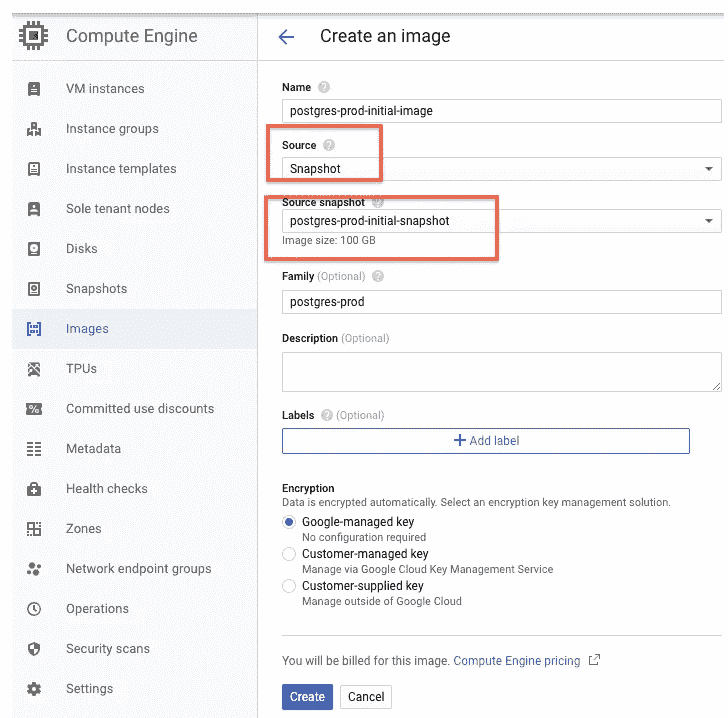 Compute Engine
Create an image
VM instances
Instance groups
Instance templates
Sole tenant nodes
Disks
Snapshots
Images
TPUs
Committed use discounts
Metadata
Health checks
Zones
Network endpoint groups
Operations
Security scans
Settings
Name ?
postgres-prod-initial-image
Source ?
Snapshot
Source snapshot ?
postgres-prod-initial-snapshot
Image size: 100 GB
Family (Optional) ?
postgres-prod
Description (Optional)
Labels ? (Optional)
+ Add label
Encryption
Data is encrypted automatically. Select an encryption key management solution.
Google-managed key
No configuration required
Customer-managed key
Manage via Google Cloud Key Management Service
Customer-supplied key
Manage outside of Google Cloud
You will be billed for this image. Compute Engine pricing
Create Cancel